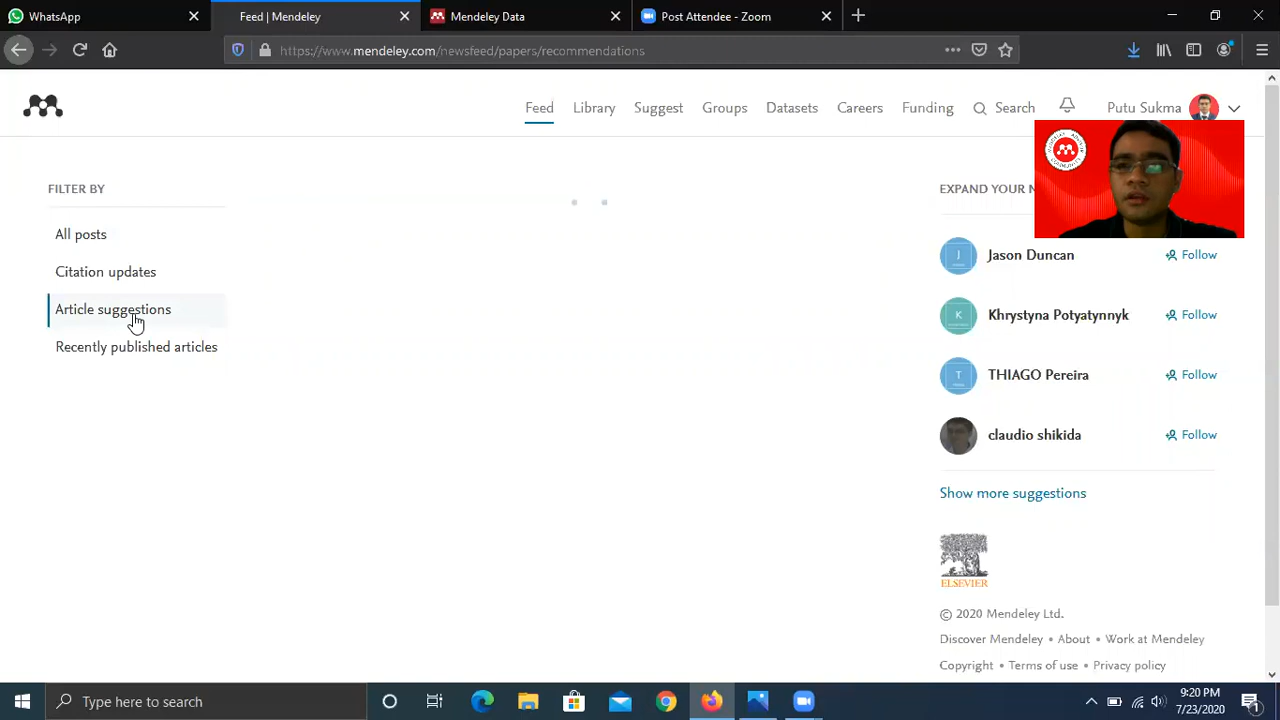 WhatsApp
Feed | Mendeley
Mendeley Data
Post Attendee - Zoom
https://www.mendeley.com/newsfeed/papers/recommendations
Feed
Library
Suggest
Groups
Datasets
Careers
Funding
Search
Putu Sukma
FILTER BY
All posts
Citation updates
Article suggestions
Recently published articles
EXPAND YOUR N
Jason Duncan
Follow
Khrystyna Potyatynnyk
Follow
THIAGO Pereira
Follow
claudio shikida
Follow
Show more suggestions
ELSEVIER
© 2020 Mendeley Ltd.
Discover Mendeley • About • Work at Mendeley
Copyright • Terms of use • Privacy policy
Type here to search
9:20 PM
7/23/2020
1